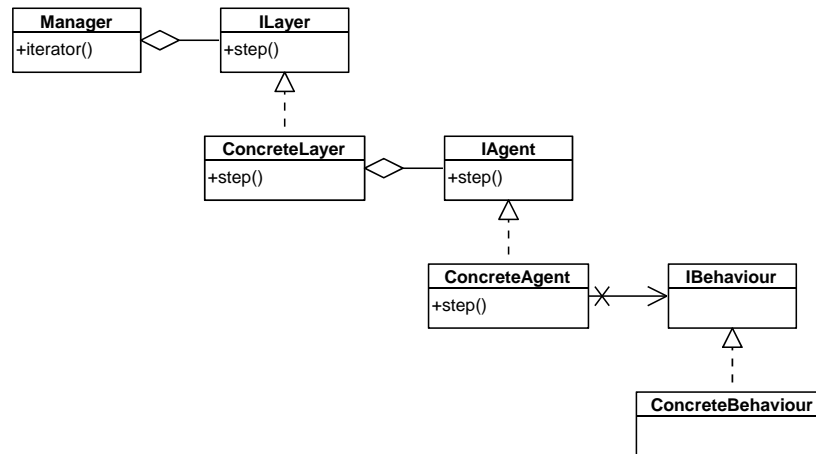 Manager
+iterator()
ILayer
+step()
ConcreteLayer
+step()
IAgent
+step()
ConcreteAgent
+step()
IBehaviour
ConcreteBehaviour